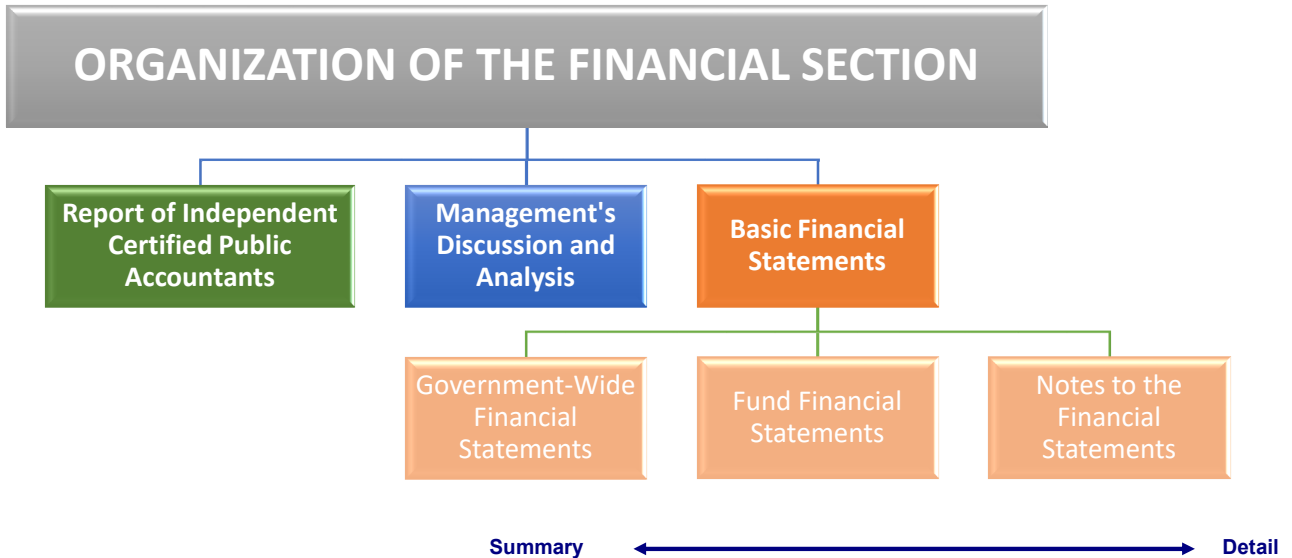 ORGANIZATION OF THE FINANCIAL SECTION
Report of Independent
Certified Public
Accountants
Management's
Discussion and
Analysis
Basic Financial
Statements
Government-Wide
Financial
Statements
Fund Financial
Statements
Notes to the
Financial
Statements
Summary
Detail